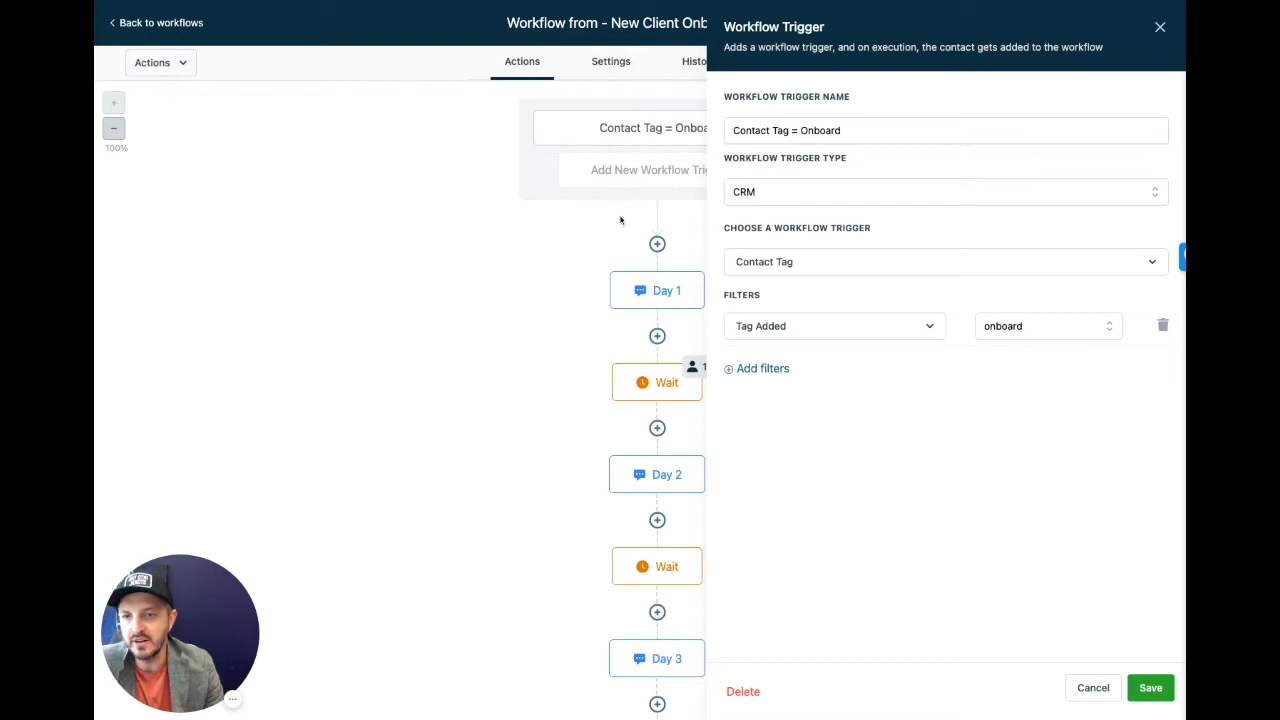 Back to workflows
Workflow from - New Client Onb
Actions
Actions
Settings
Histo
+
−
100%
Contact Tag = Onboa
Add New Workflow Trig
Day 1
1
Wait
Day 2
Wait
Day 3
Workflow Trigger
Adds a workflow trigger, and on execution, the contact gets added to the workflow
WORKFLOW TRIGGER NAME
Contact Tag = Onboard
WORKFLOW TRIGGER TYPE
CRM
CHOOSE A WORKFLOW TRIGGER
Contact Tag
FILTERS
Tag Added
onboard
Add filters
Delete
Cancel
Save